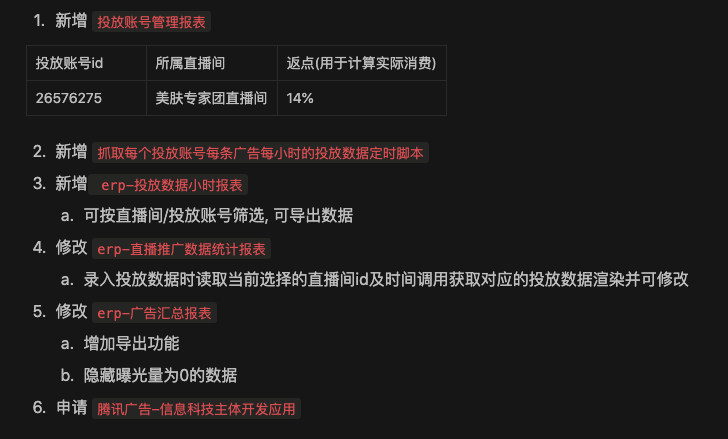 1. 新增 投放账号管理报表
投放账号id 所属直播间 返点(用于计算实际消费)
26576275 美肤专家团直播间 14%
2. 新增 抓取每个投放账号每条广告每小时的投放数据定时脚本
3. 新增 erp-投放数据小时报表
a. 可按直播间/投放账号筛选, 可导出数据
4. 修改 erp-直播推广数据统计报表
a. 录入投放数据时读取当前选择的直播间id及时间调用获取对应的投放数据渲染并可修改
5. 修改 erp-广告汇总报表
a. 增加导出功能
b. 隐藏曝光量为0的数据
6. 申请 腾讯广告-信息科技主体开发应用